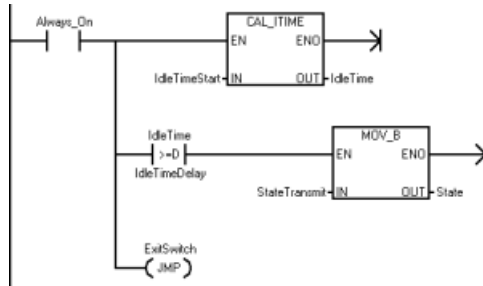 Always_On
CAL_ITIME
EN ENO
IdleTimeStart IN OUT IdleTime
IdleTime
>=D
IdleTimeDelay
MOV_B
EN ENO
StateTransmit IN OUT State
ExitSwitch
JMP